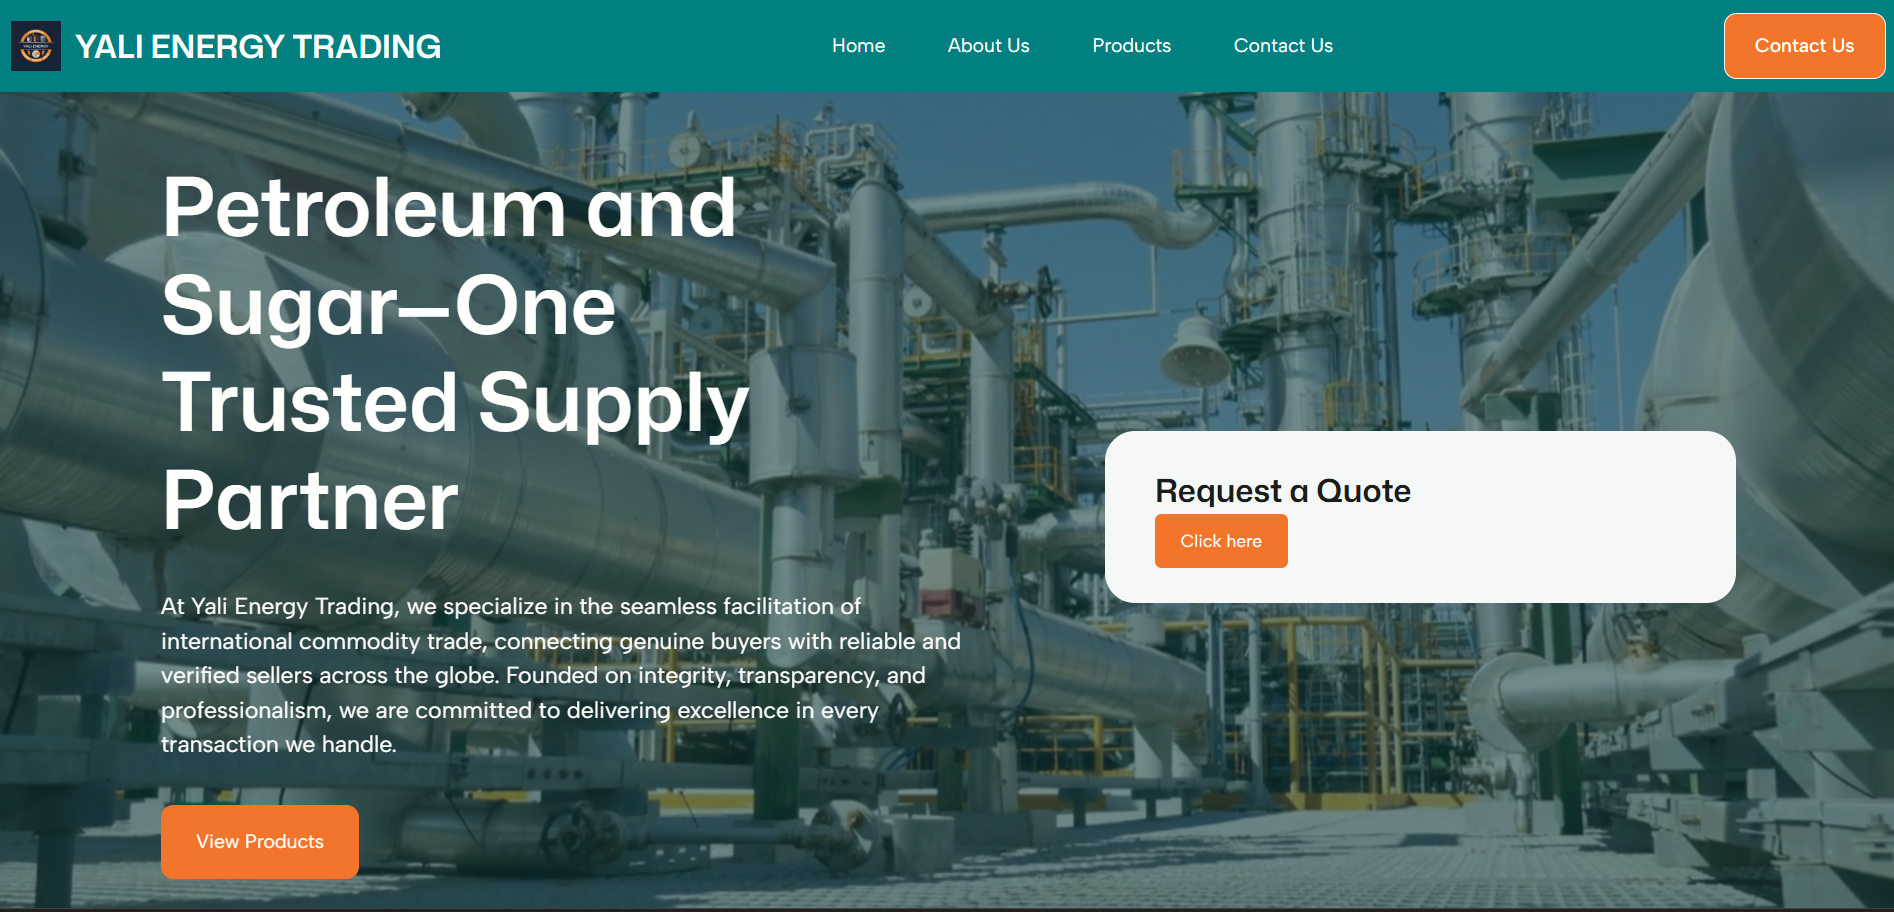 YALI ENERGY
YALI ENERGY TRADING
Home
About Us
Products
Contact Us
Contact Us
Petroleum and
Sugar—One
Trusted Supply
Partner
At Yali Energy Trading, we specialize in the seamless facilitation of
international commodity trade, connecting genuine buyers with reliable and
verified sellers across the globe. Founded on integrity, transparency, and
professionalism, we are committed to delivering excellence in every
transaction we handle.
View Products
Request a Quote
Click here